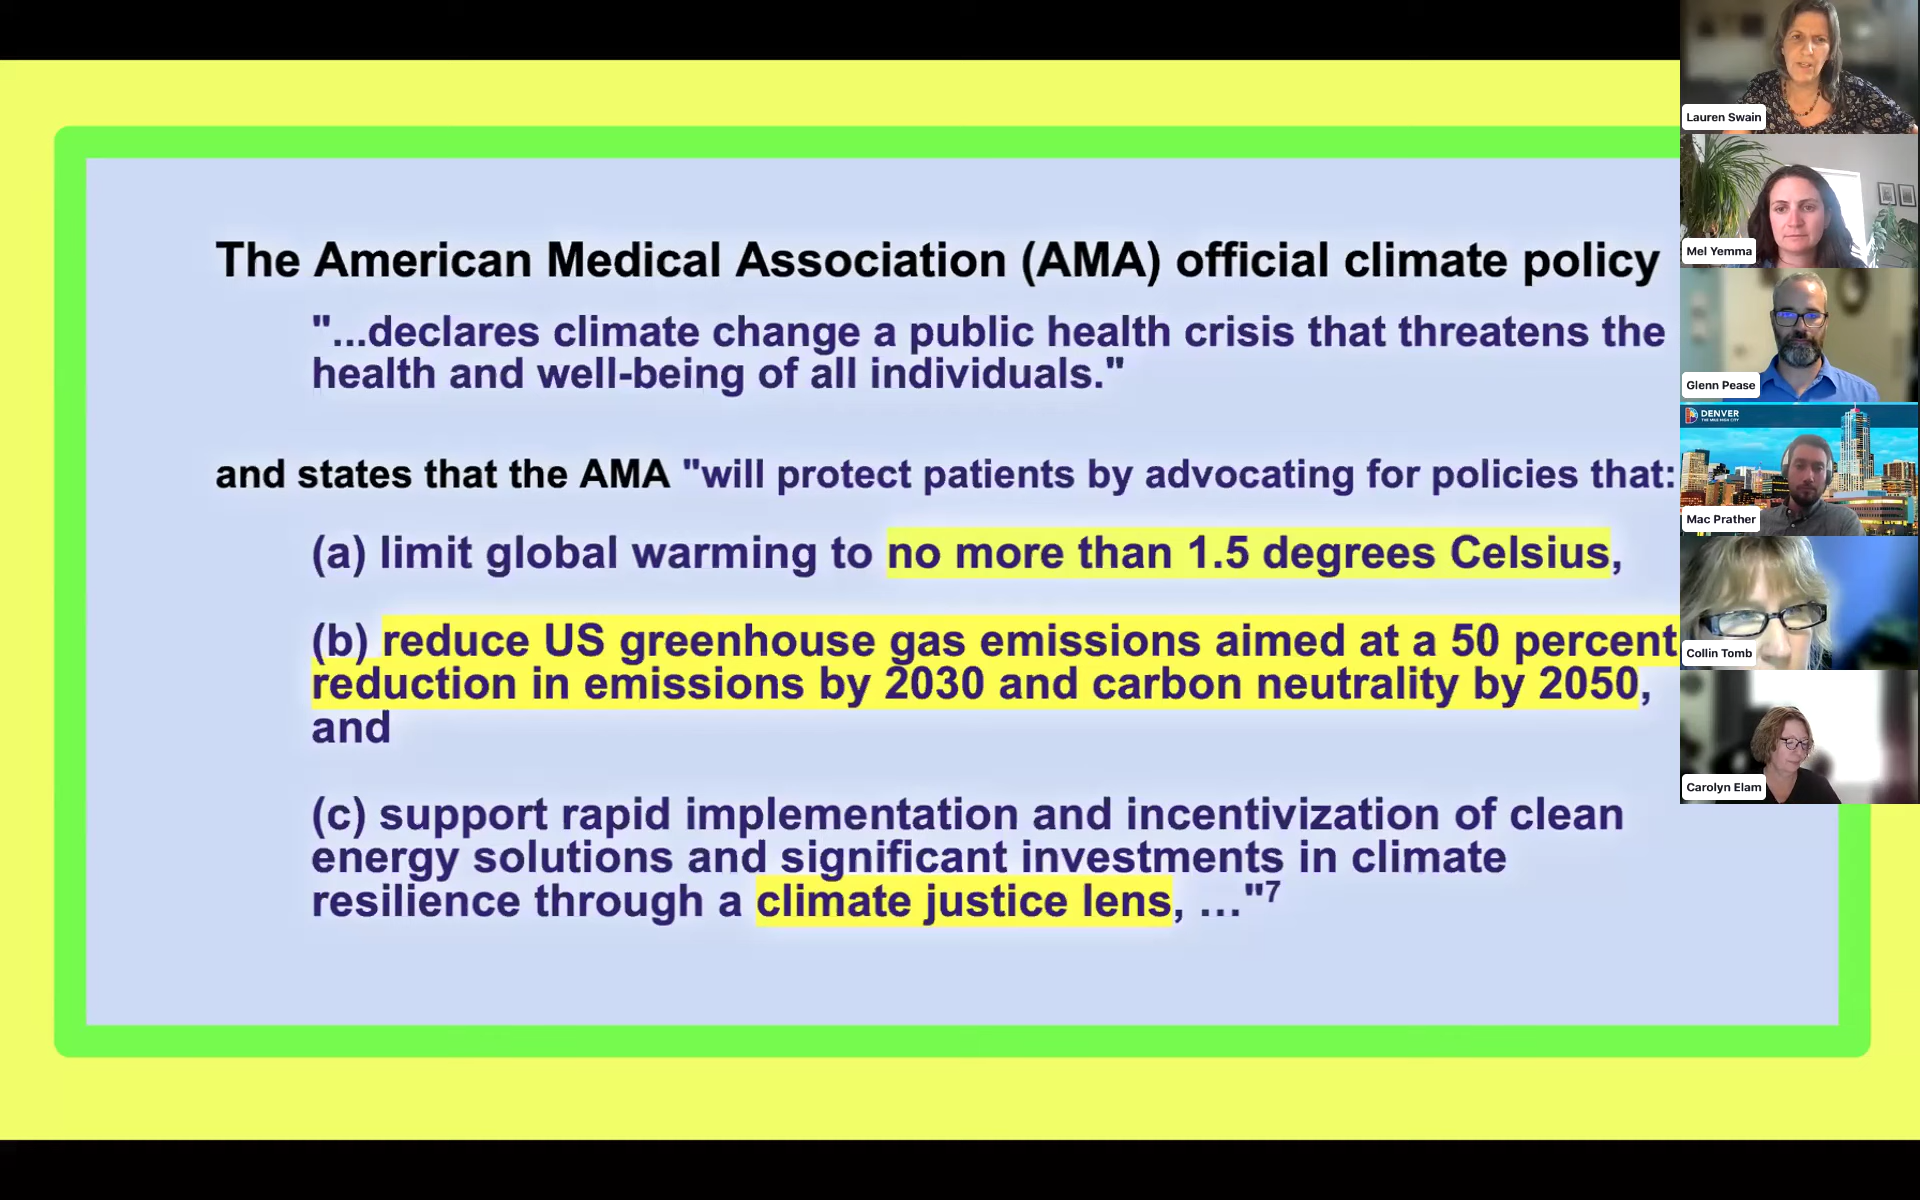 The American Medical Association (AMA) official climate policy
"...declares climate change a public health crisis that threatens the
health and well-being of all individuals."
and states that the AMA "will protect patients by advocating for policies that:
(a) limit global warming to no more than 1.5 degrees Celsius,
(b) reduce US greenhouse gas emissions aimed at a 50 percent
reduction in emissions by 2030 and carbon neutrality by 2050,
and
(c) support rapid implementation and incentivization of clean
energy solutions and significant investments in climate
resilience through a climate justice lens, ..."7
Lauren Swain
Mel Yemma
Glenn Pease
DENVER
THE MILE HIGH CITY
Mac Prather
Collin Tomb
Carolyn Elam